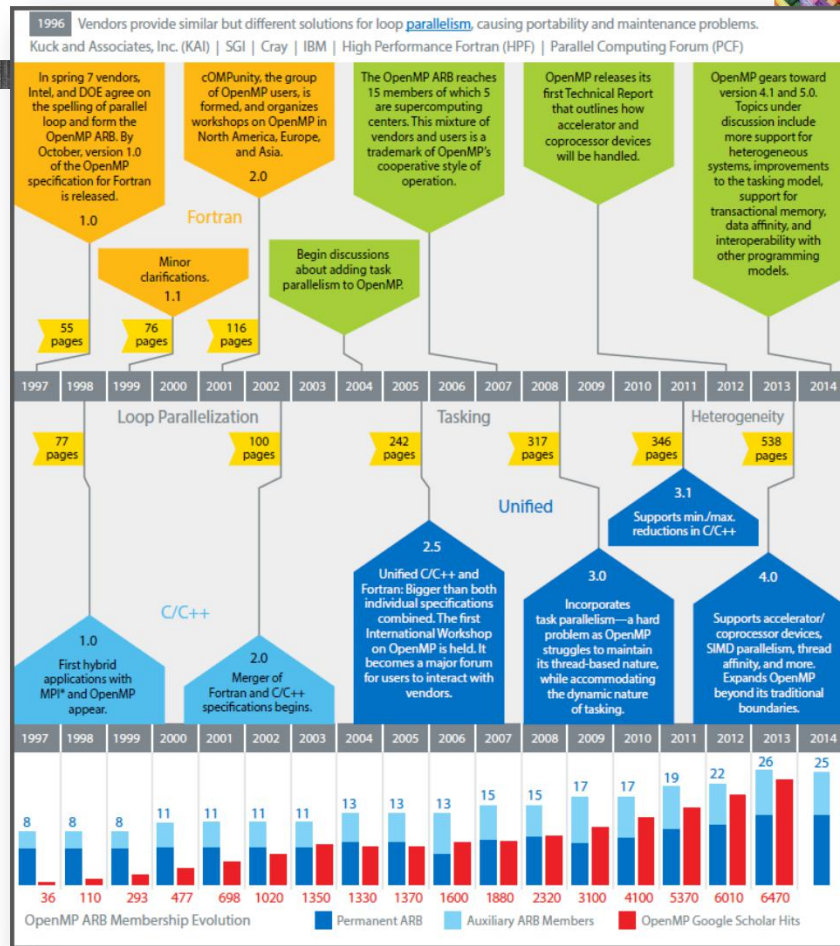 1996 Vendors provide similar but different solutions for loop parallelism, causing portability and maintenance problems.
Kuck and Associates, Inc. (KAI) | SGI | Cray | IBM | High Performance Fortran (HPF) | Parallel Computing Forum (PCF)
In spring 7 vendors,
Intel, and DOE agree on
the spelling of parallel
loop and form the
OpenMP ARB. By
October, version 1.0
of the OpenMP
specification for Fortran
is released.
1.0
cOMPunity, the group
of OpenMP users, is
formed, and organizes
workshops on OpenMP in
North America, Europe,
and Asia.
2.0
The OpenMP ARB reaches
15 members of which 5
are supercomputing
centers. This mixture of
vendors and users is a
trademark of OpenMP's
cooperative style of
operation.
OpenMP releases its
first Technical Report
that outlines how
accelerator and
coprocessor devices
will be handled.
OpenMP gears toward
version 4.1 and 5.0.
Topics under
discussion include
more support for
heterogeneous
systems, improvements
to the tasking model,
support for
transactional memory,
data affinity, and
interoperability with
other programming
models.
Fortran
Minor
clarifications.
1.1
Begin discussions
about adding task
parallelism to OpenMP.
55
pages
76
pages
116
pages
1997 1998 1999 2000 2001 2002 2003 2004 2005 2006 2007 2008 2009 2010 2011 2012 2013 2014
Loop Parallelization Tasking Heterogeneity
77
pages
100
pages
242
pages
317
pages
346
pages
538
pages
Unified
3.1
Supports min./max.
reductions in C/C++
2.5
Unified C/C++ and
Fortran: Bigger than both
individual specifications
combined. The first
International Workshop
on OpenMP is held. It
becomes a major forum
for users to interact with
vendors.
3.0
Incorporates
task parallelism—a hard
problem as OpenMP
struggles to maintain
its thread-based nature,
while accommodating
the dynamic nature
of tasking.
4.0
Supports accelerator/
coprocessor devices,
SIMD parallelism, thread
affinity, and more.
Expands OpenMP
beyond its traditional
boundaries.
C/C++
1.0
First hybrid
applications with
MPI* and OpenMP
appear.
2.0
Merger of
Fortran and C/C++
specifications begins.
1997 1998 1999 2000 2001 2002 2003 2004 2005 2006 2007 2008 2009 2010 2011 2012 2013 2014
8 8 8 11 11 11 11 13 13 13 15 15 17 17 19 22 26 25
36 110 293 477 698 1020 1350 1330 1370 1600 1880 2320 3100 4100 5370 6010 6470
OpenMP ARB Membership Evolution Permanent ARB Auxiliary ARB Members OpenMP Google Scholar Hits